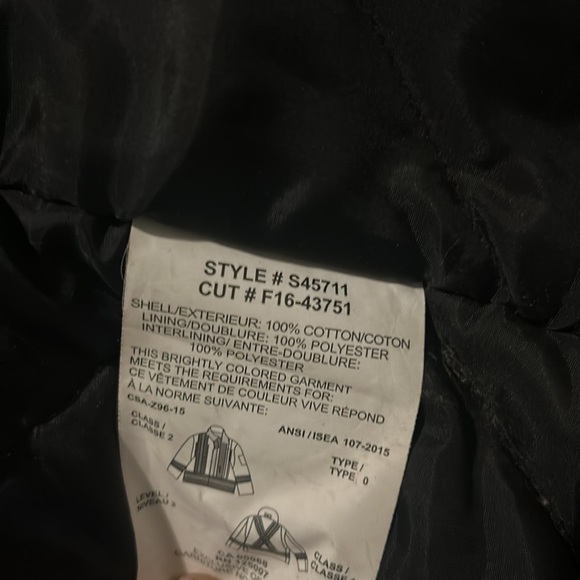 STYLE # S45711
CUT # F16-43751
SHELL/EXTERIEUR: 100% COTTON/COTON
LINING/DOUBLURE: 100% POLYESTER
INTERLINING/ ENTRE-DOUBLURE:
100% POLYESTER
THIS BRIGHTLY COLORED GARMENT
MEETS THE REQUIREMENTS FOR:
CE VÊTEMENT DE COULEUR VIVE RÉPOND
À LA NORME SUIVANTE:
CSA-Z96-15
ANSI / ISEA 107-2015
CLASS /
CLASSE 2
TYPE /
TYPE 0
LEVEL /
NIVEAU 2
CLASS /